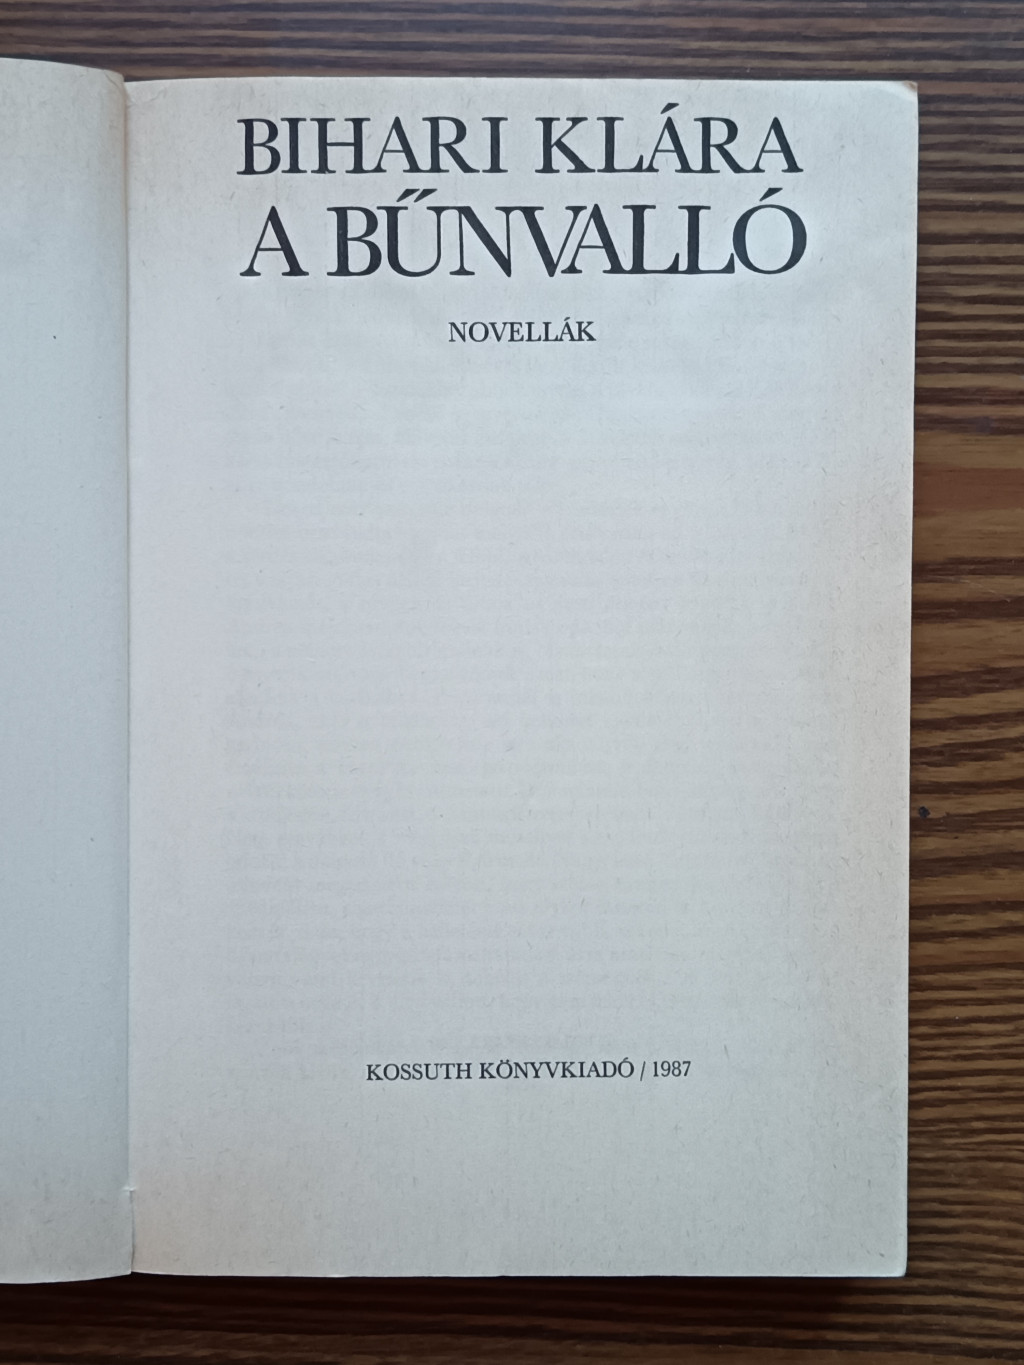 BIHARI KLÁRA
A BŰNVALLÓ
NOVELLÁK
KOSSUTH KÖNYVKIADÓ / 1987